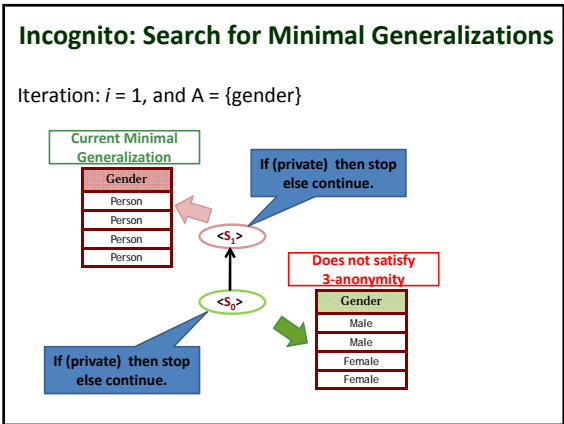 Incognito: Search for Minimal Generalizations
Iteration: i = 1, and A = {gender}
Current Minimal
Generalization
Gender
Person
Person
Person
Person
If (private) then stop
else continue.
<S₁>
Does not satisfy
3-anonymity
<S₀>
Gender
Male
Male
Female
Female
If (private) then stop
else continue.